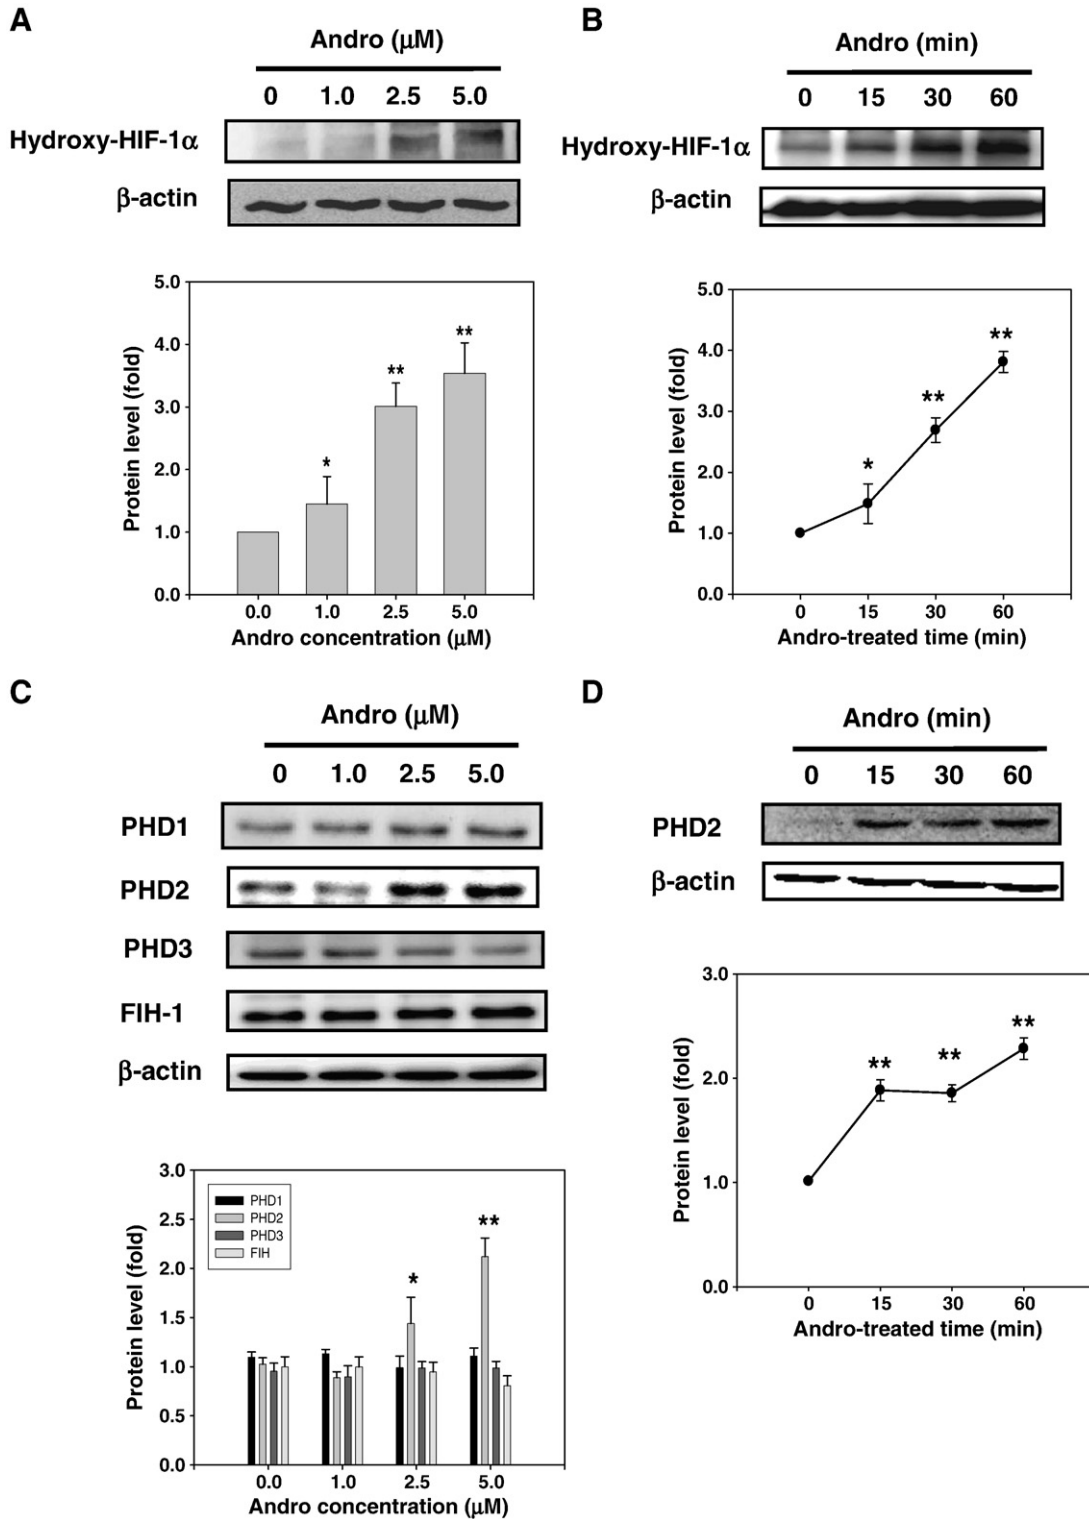 A
Andro (μM)
0 1.0 2.5 5.0
Hydroxy-HIF-1α
β-actin
5.0
4.0
3.0
2.0
1.0
0.0
Protein level (fold)
*
**
**
0.0 1.0 2.5 5.0
Andro concentration (μM)
B
Andro (min)
0 15 30 60
Hydroxy-HIF-1α
β-actin
5.0
4.0
3.0
2.0
1.0
0.0
Protein level (fold)
*
**
**
0 15 30 60
Andro-treated time (min)
C
Andro (μM)
0 1.0 2.5 5.0
PHD1
PHD2
PHD3
FIH-1
β-actin
3.0
2.5
2.0
1.5
1.0
0.5
0.0
Protein level (fold)
PHD1
PHD2
PHD3
FIH
*
**
0.0 1.0 2.5 5.0
Andro concentration (μM)
D
Andro (min)
0 15 30 60
PHD2
β-actin
3.0
2.0
1.0
0.0
Protein level (fold)
**
**
**
0 15 30 60
Andro-treated time (min)